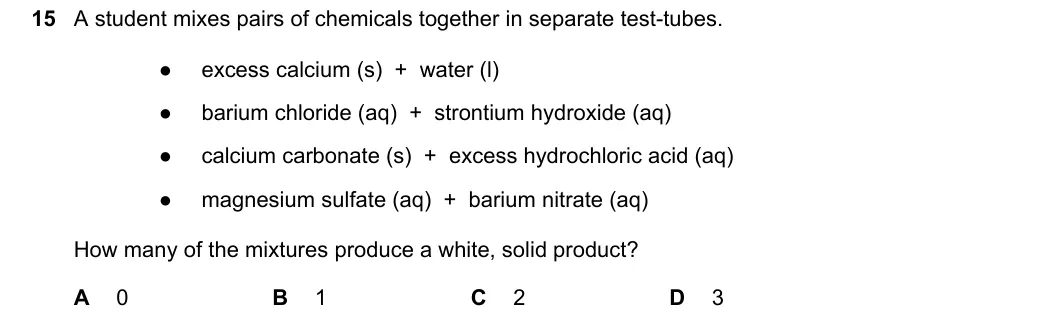 15 A student mixes pairs of chemicals together in separate test-tubes.
● excess calcium (s) + water (l)
● barium chloride (aq) + strontium hydroxide (aq)
● calcium carbonate (s) + excess hydrochloric acid (aq)
● magnesium sulfate (aq) + barium nitrate (aq)
How many of the mixtures produce a white, solid product?
A 0 B 1 C 2 D 3